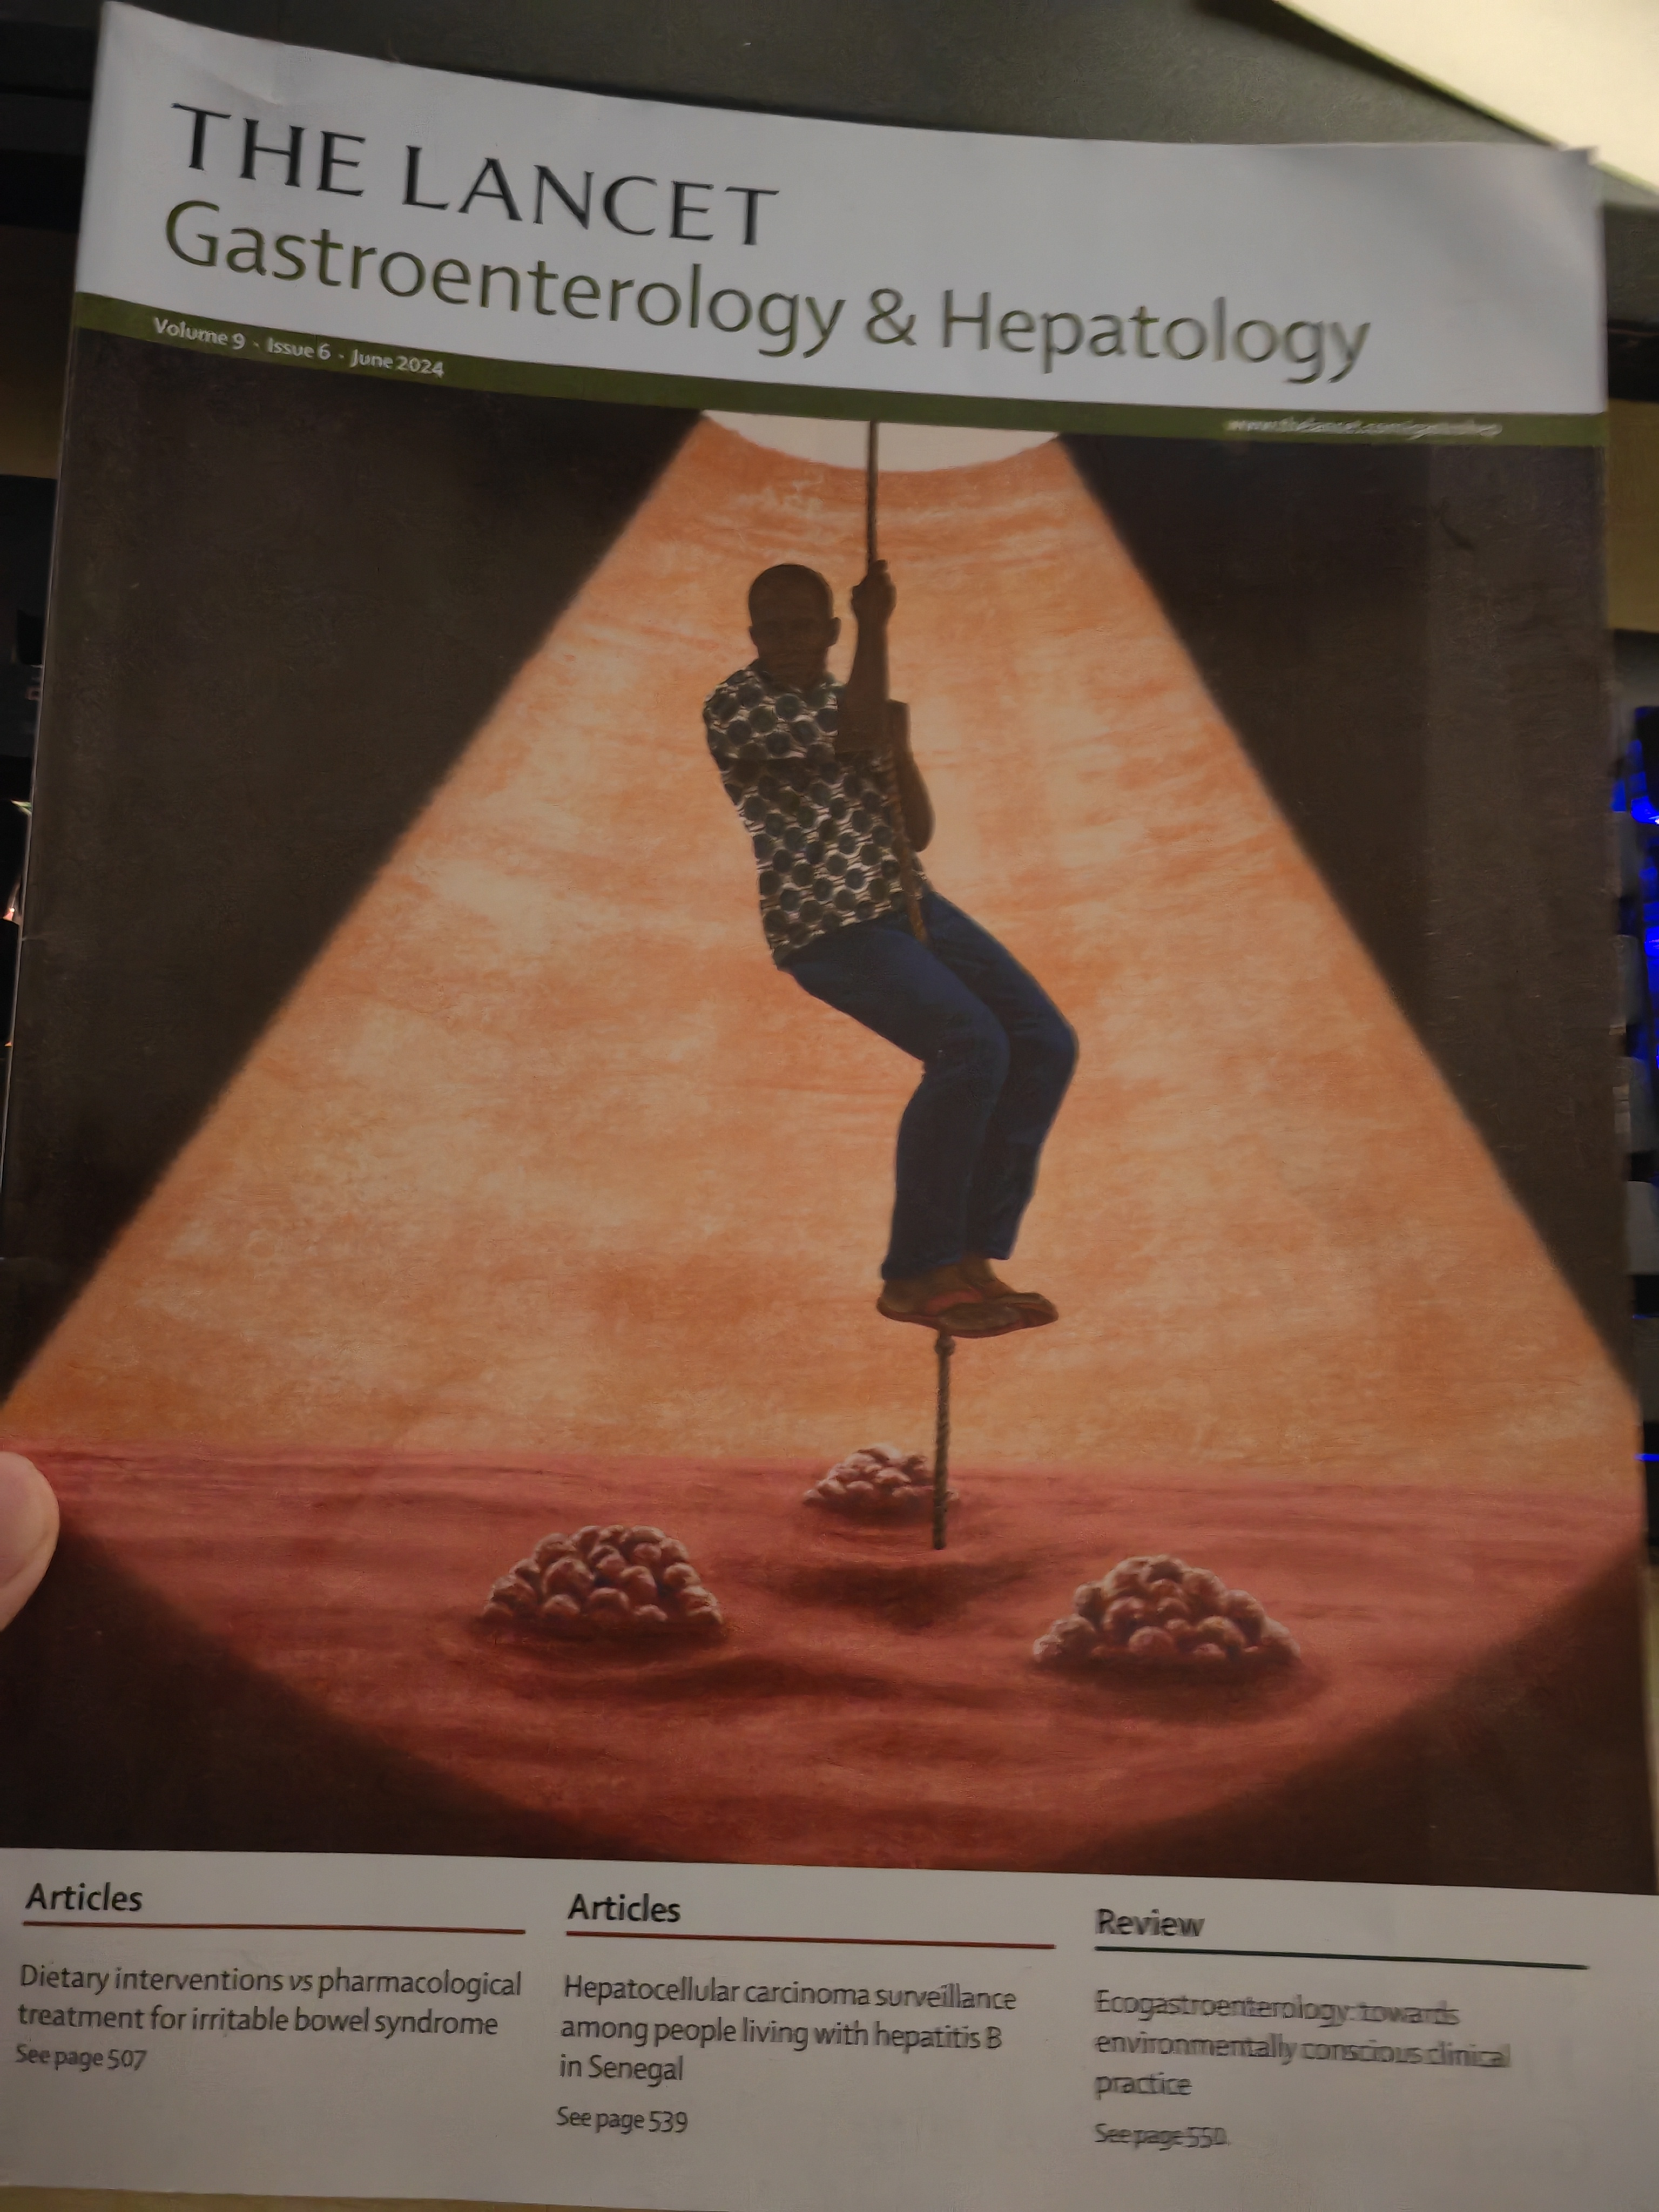 THE LANCET
Gastroenterology & Hepatology
Volume 9 · Issue 6 · June 2024
www.thelancet.com/gastrohep
Articles
Dietary interventions vs pharmacological
treatment for irritable bowel syndrome
See page 507
Articles
Hepatocellular carcinoma surveillance
among people living with hepatitis B
in Senegal
See page 539
Review
Ecogastroenterology: towards
environmentally conscious clinical
practice
See page 550